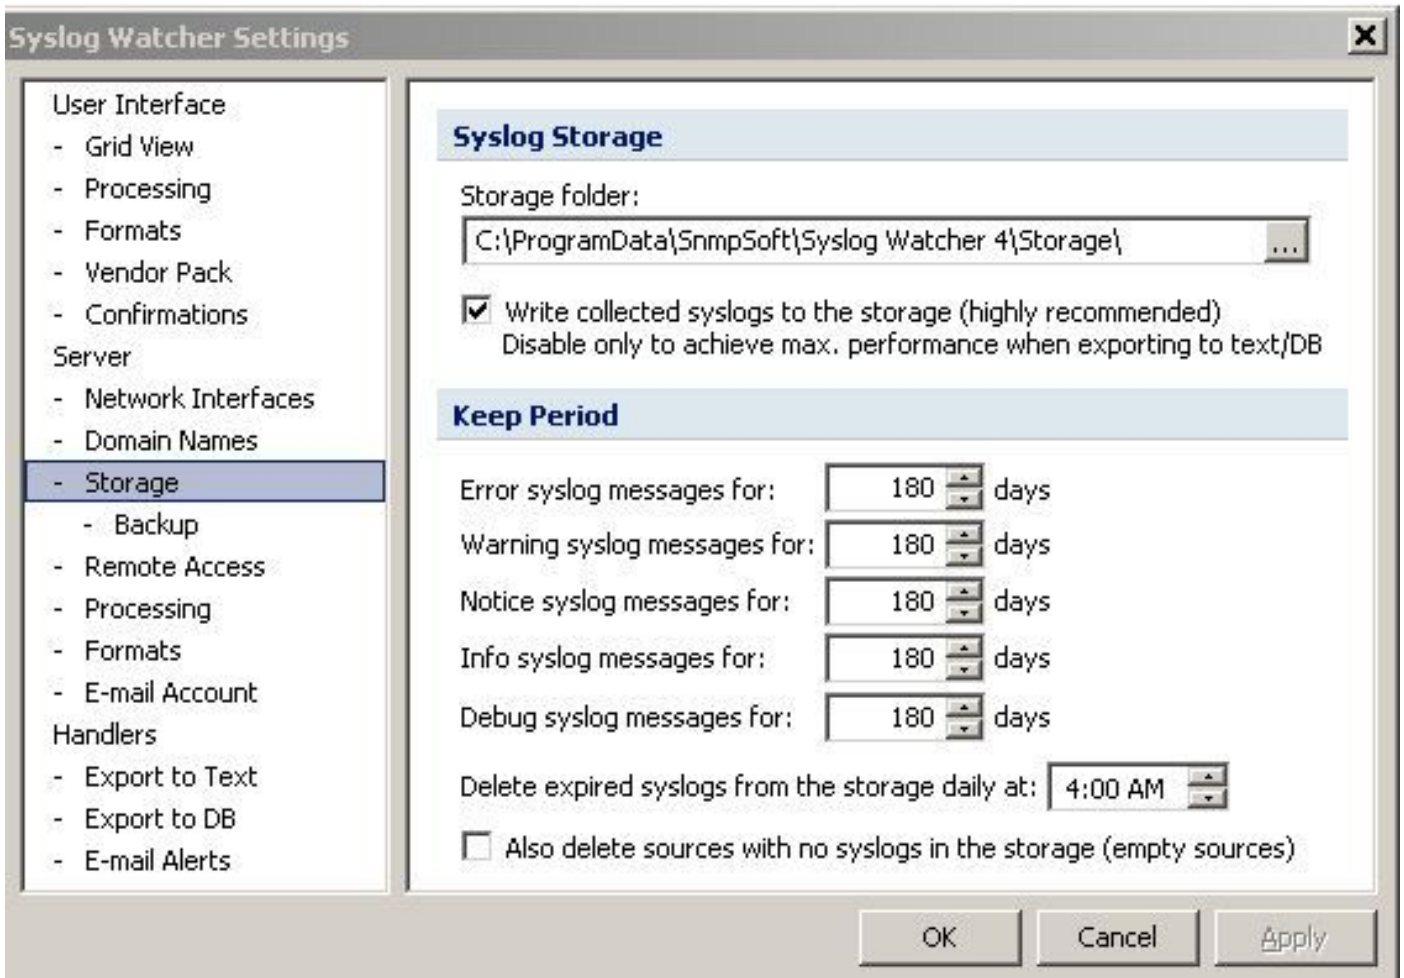 Syslog Watcher Settings
User Interface
- Grid View
- Processing
- Formats
- Vendor Pack
- Confirmations
Server
- Network Interfaces
- Domain Names
- Storage
- Backup
- Remote Access
- Processing
- Formats
- E-mail Account
Handlers
- Export to Text
- Export to DB
- E-mail Alerts
Syslog Storage
Storage folder:
C:\ProgramData\SnmpSoft\Syslog Watcher 4\Storage\ ...
Write collected syslogs to the storage (highly recommended)
Disable only to achieve max. performance when exporting to text/DB
Keep Period
Error syslog messages for: 180 days
Warning syslog messages for: 180 days
Notice syslog messages for: 180 days
Info syslog messages for: 180 days
Debug syslog messages for: 180 days
Delete expired syslogs from the storage daily at: 4:00 AM
Also delete sources with no syslogs in the storage (empty sources)
OK Cancel Apply